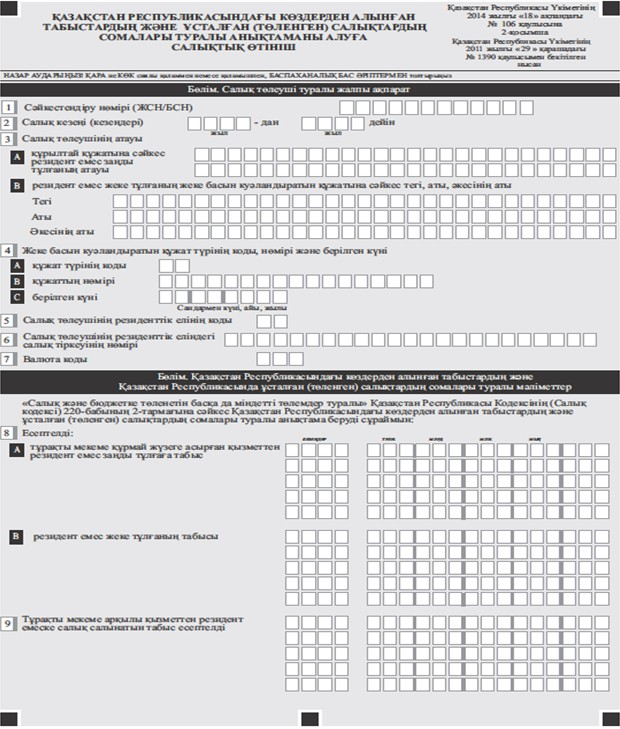 ҚАЗАҚСТАН РЕСПУБЛИКАСЫНДАҒЫ КӨЗДЕРДЕН АЛЫНҒАН
ТАБЫСТАРДЫҢ ЖӘНЕ ҰСТАЛҒАН (ТӨЛЕНГЕН) САЛЫҚТАРДЫҢ
СОМАЛАРЫ ТУРАЛЫ АНЫҚТАМАНЫ АЛУҒА
САЛЫҚТЫҚ ӨТІНІШ
Қазақстан Республикасы Үкіметінің
2014 жылғы «18» ақпандағы
№ 106 қаулысына
2-қосымша
Қазақстан Республикасы Үкіметінің
2011 жылғы «29 » қарашадағы
№ 1390 қаулысымен бекітілген
нысан
НАЗАР АУДАРЫҢЫЗ! ҚАРА не КӨК сиялы қаламмен немесе қаламұшпен, БАСПАХАНАЛЫҚ БАС ӘРІПТЕРМЕН толтырыңыз
Бөлім. Салық төлеуші туралы жалпы ақпарат
1 Сәйкестендіру нөмірі (ЖСН/БСН)
2 Салық кезеңі (кезеңдері) - дан дейін
жыл жыл
3 Салық төлеушінің атауы
A құрылтай құжатына сәйкес
резидент емес заңды
тұлғаның атауы
B резидент емес жеке тұлғаның жеке басын куәландыратын құжатына сәйкес тегі, аты, әкесінің аты
Тегі
Аты
Әкесінің аты
4 Жеке басын куәландыратын құжат түрінің коды, нөмірі және берілген күні
A құжат түрінің коды
B құжаттың нөмірі
C берілген күні
Сандармен күні, айы, жылы
5 Салық төлеушінің резиденттік елінің коды
6 Салық төлеушінің резиденттік еліндегі
салық тіркеуінің нөмірі
7 Валюта коды
Бөлім. Қазақстан Республикасындағы көздерден алынған табыстардың және
Қазақстан Республикасында ұсталған (төленген) салықтардың сомалары туралы мәліметтер
«Салық және бюджетке төленетін басқа да міндетті төлемдер туралы» Қазақстан Республикасы Кодексінің (Салық
кодексі) 220-бабының 2-тармағына сәйкес Қазақстан Республикасындағы көздерден алынған табыстардың және
ұсталған (төленген) салықтардың сомалары туралы анықтама беруді сұраймын:
8 Есептелді:
трлн млрд млн мың
A тұрақты мекеме құрмай жүзеге асырған қызметтен
резидент емес заңды тұлғаға табыс
B резидент емес жеке тұлғаның табысы
9 Тұрақты мекеме арқылы қызметтен резидент
емеске салық салынатын табыс есептелді